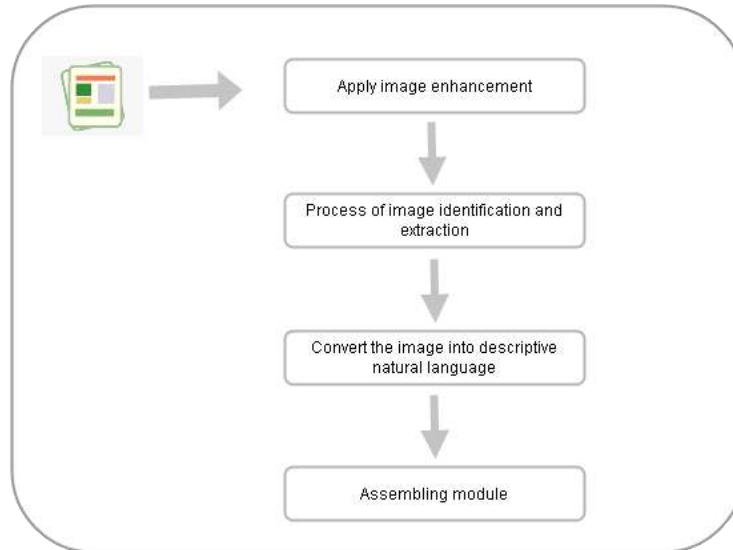 Apply image enhancement
Process of image identification and
extraction
Convert the image into descriptive
natural language
Assembling module